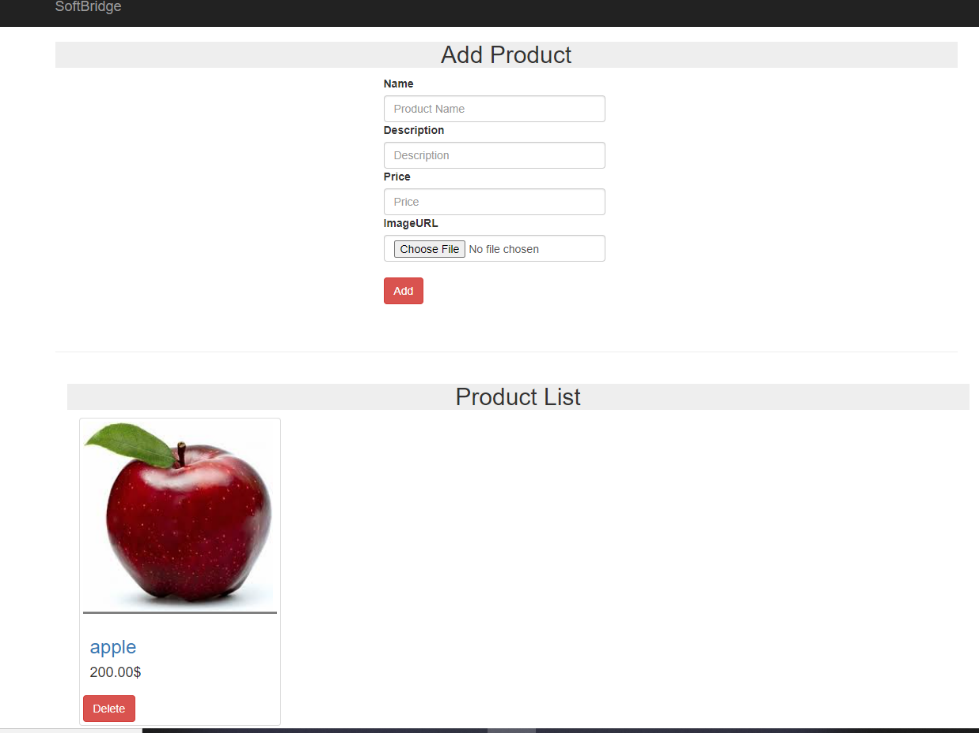 SoftBridge
Add Product
Name
Product Name
Description
Description
Price
Price
ImageURL
Choose File No file chosen
Add
Product List
apple
200.00$
Delete